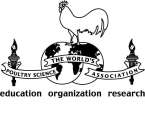 THE WORLD'S
POULTRY SCIENCE ASSOCIATION
education organization research